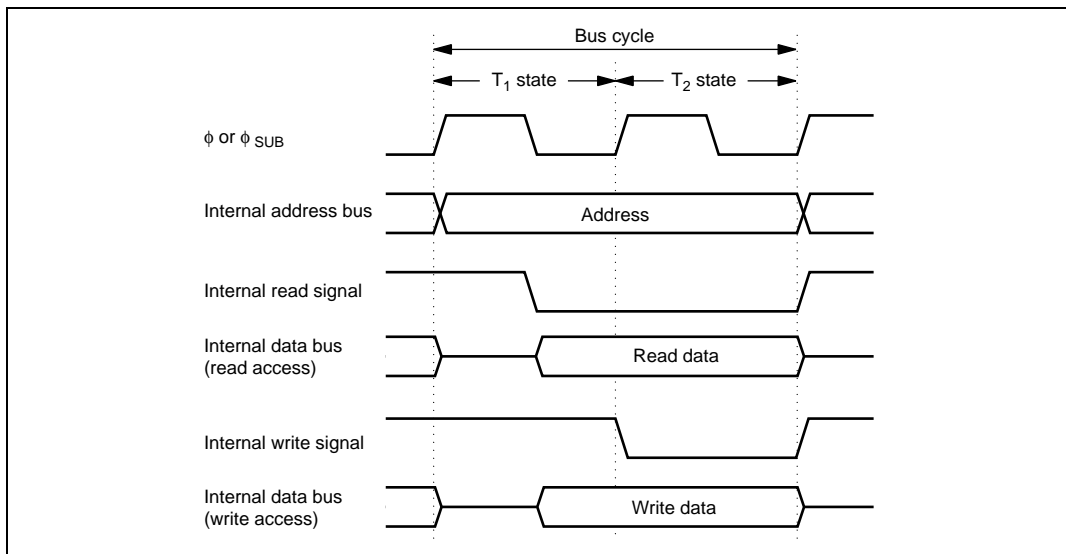 Bus cycle
T₁ state
T₂ state
ϕ or ϕ SUB
Internal address bus
Address
Internal read signal
Internal data bus
(read access)
Read data
Internal write signal
Internal data bus
(write access)
Write data